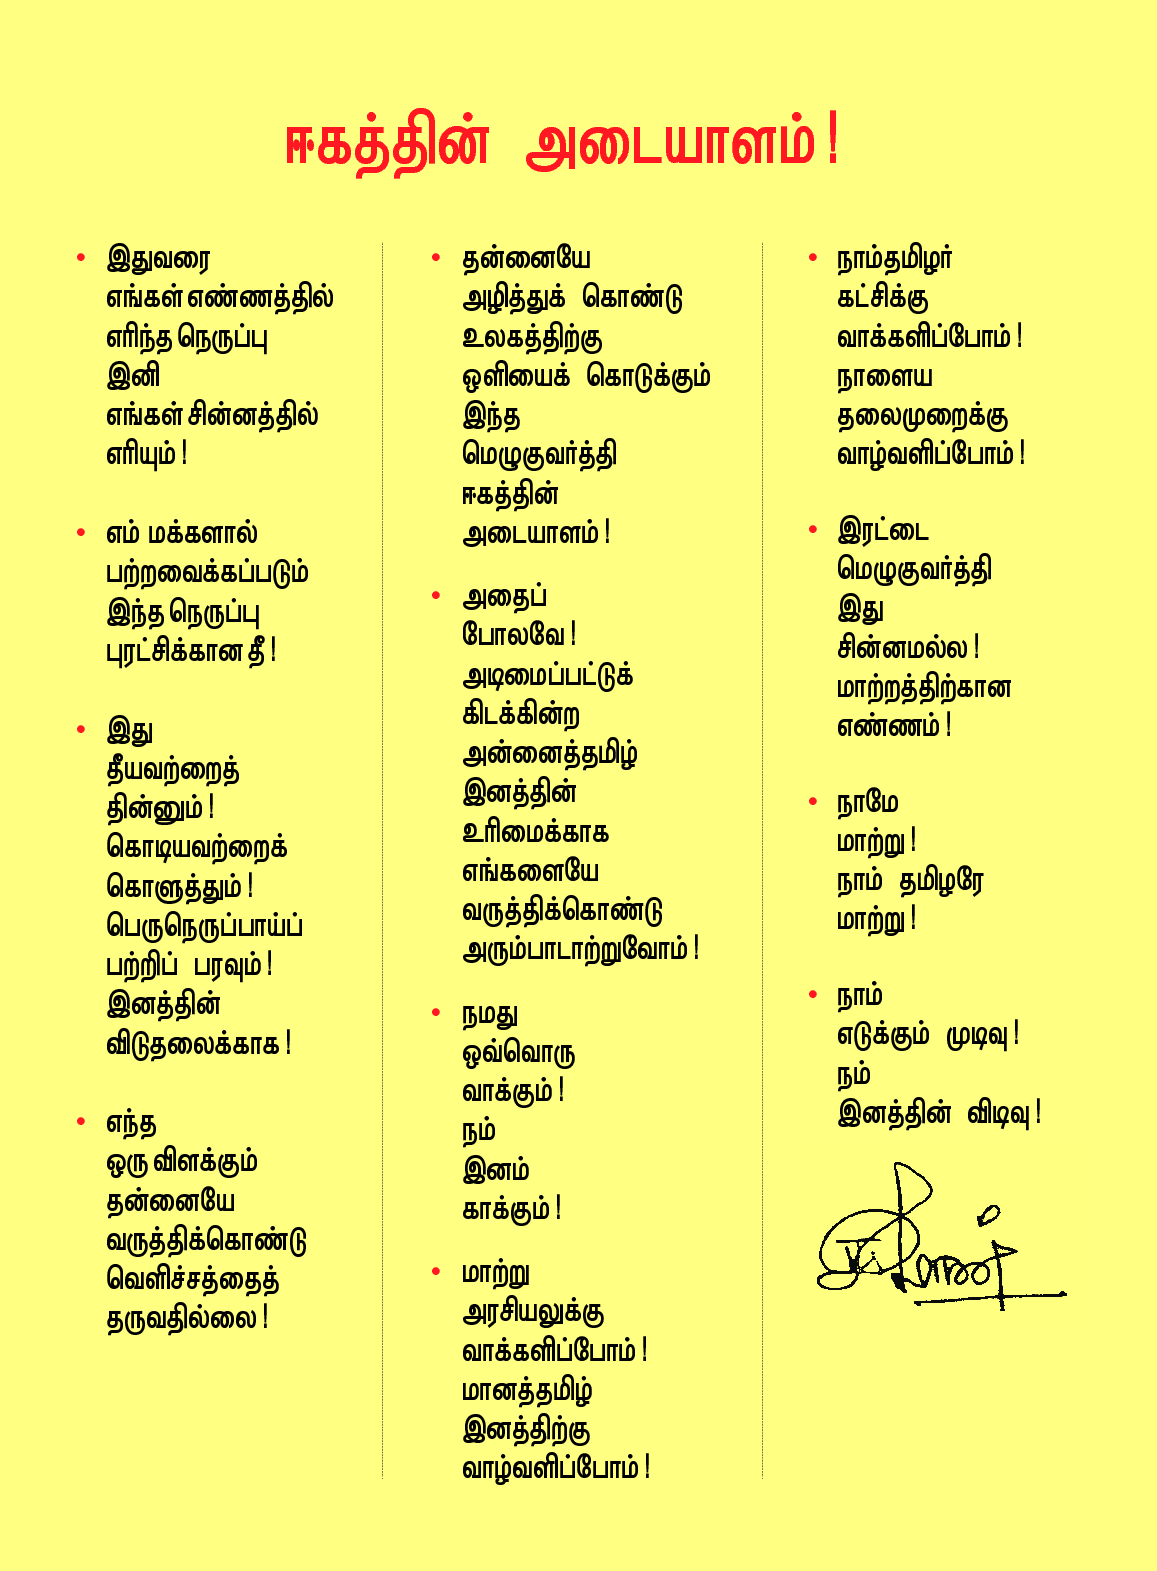 ஈகத்தின் அடையாளம் !
• இதுவரை
எங்கள் எண்ணத்தில்
எரிந்த நெருப்பு
இனி
எங்கள் சின்னத்தில்
எரியும் !
• எம் மக்களால்
பற்றவைக்கப்படும்
இந்த நெருப்பு
புரட்சிக்கான தீ !
• இது
தீயவற்றைத்
தின்னும் !
கொடியவற்றைக்
கொளுத்தும் !
பெருநெருப்பாய்ப்
பற்றிப் பரவும் !
இனத்தின்
விடுதலைக்காக !
• எந்த
ஒரு விளக்கும்
தன்னையே
வருத்திக்கொண்டு
வெளிச்சத்தைத்
தருவதில்லை !
• தன்னையே
அழித்துக் கொண்டு
உலகத்திற்கு
ஒளியைக் கொடுக்கும்
இந்த
மெழுகுவர்த்தி
ஈகத்தின்
அடையாளம் !
• அதைப்
போலவே !
அடிமைப்பட்டுக்
கிடக்கின்ற
அன்னைத்தமிழ்
இனத்தின்
உரிமைக்காக
எங்களையே
வருத்திக்கொண்டு
அரும்பாடாற்றுவோம் !
• நமது
ஒவ்வொரு
வாக்கும் !
நம்
இனம்
காக்கும் !
• மாற்று
அரசியலுக்கு
வாக்களிப்போம் !
மானத்தமிழ்
இனத்திற்கு
வாழ்வளிப்போம் !
• நாம்தமிழர்
கட்சிக்கு
வாக்களிப்போம் !
நாளைய
தலைமுறைக்கு
வாழ்வளிப்போம் !
• இரட்டை
மெழுகுவர்த்தி
இது
சின்னமல்ல !
மாற்றத்திற்கான
எண்ணம் !
• நாமே
மாற்று !
நாம் தமிழரே
மாற்று !
• நாம்
எடுக்கும் முடிவு !
நம்
இனத்தின் விடிவு !